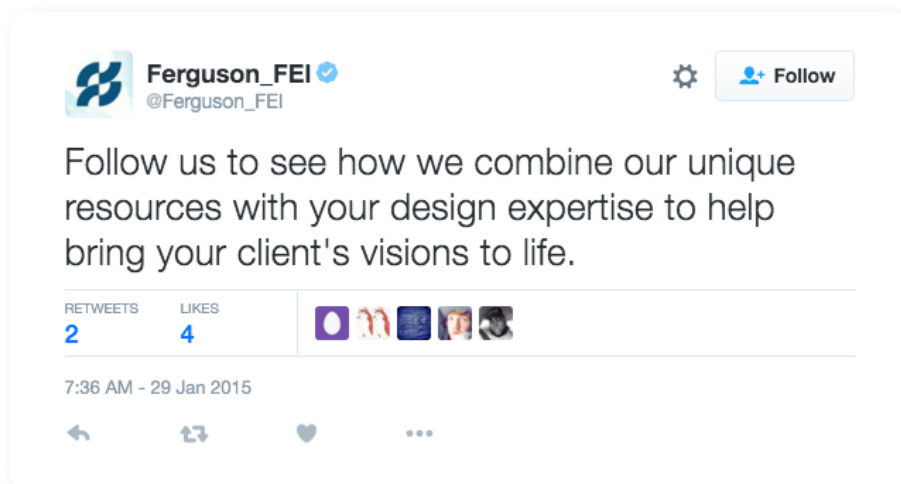 Ferguson_FEI
@Ferguson_FEI
Follow
Follow us to see how we combine our unique
resources with your design expertise to help
bring your client's visions to life.
RETWEETS LIKES
2 4
7:36 AM - 29 Jan 2015